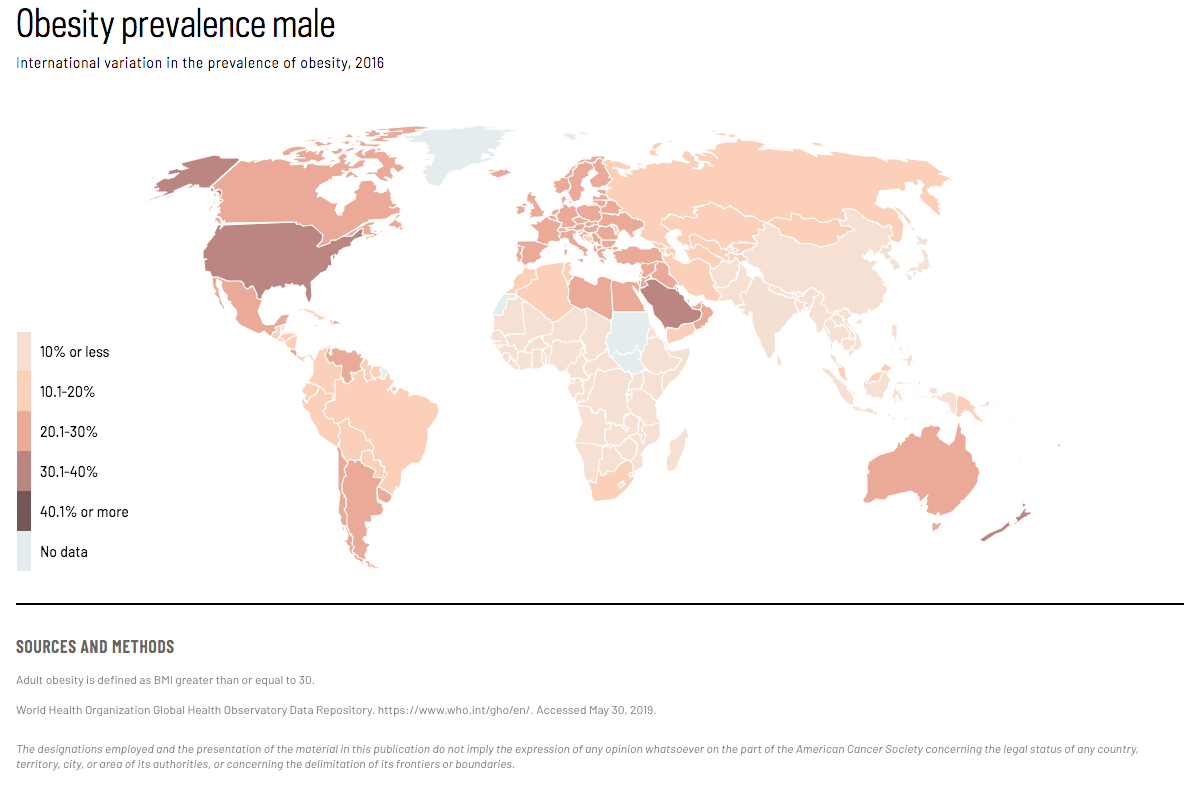 Obesity prevalence male
International variation in the prevalence of obesity, 2016
10% or less
10.1-20%
20.1-30%
30.1-40%
40.1% or more
No data
SOURCES AND METHODS
Adult obesity is defined as BMI greater than or equal to 30.
World Health Organization Global Health Observatory Data Repository. https://www.who.int/gho/en/. Accessed May 30, 2019.
The designations employed and the presentation of the material in this publication do not imply the expression of any opinion whatsoever on the part of the American Cancer Society concerning the legal status of any country,
territory, city, or area of its authorities, or concerning the delimitation of its frontiers or boundaries.